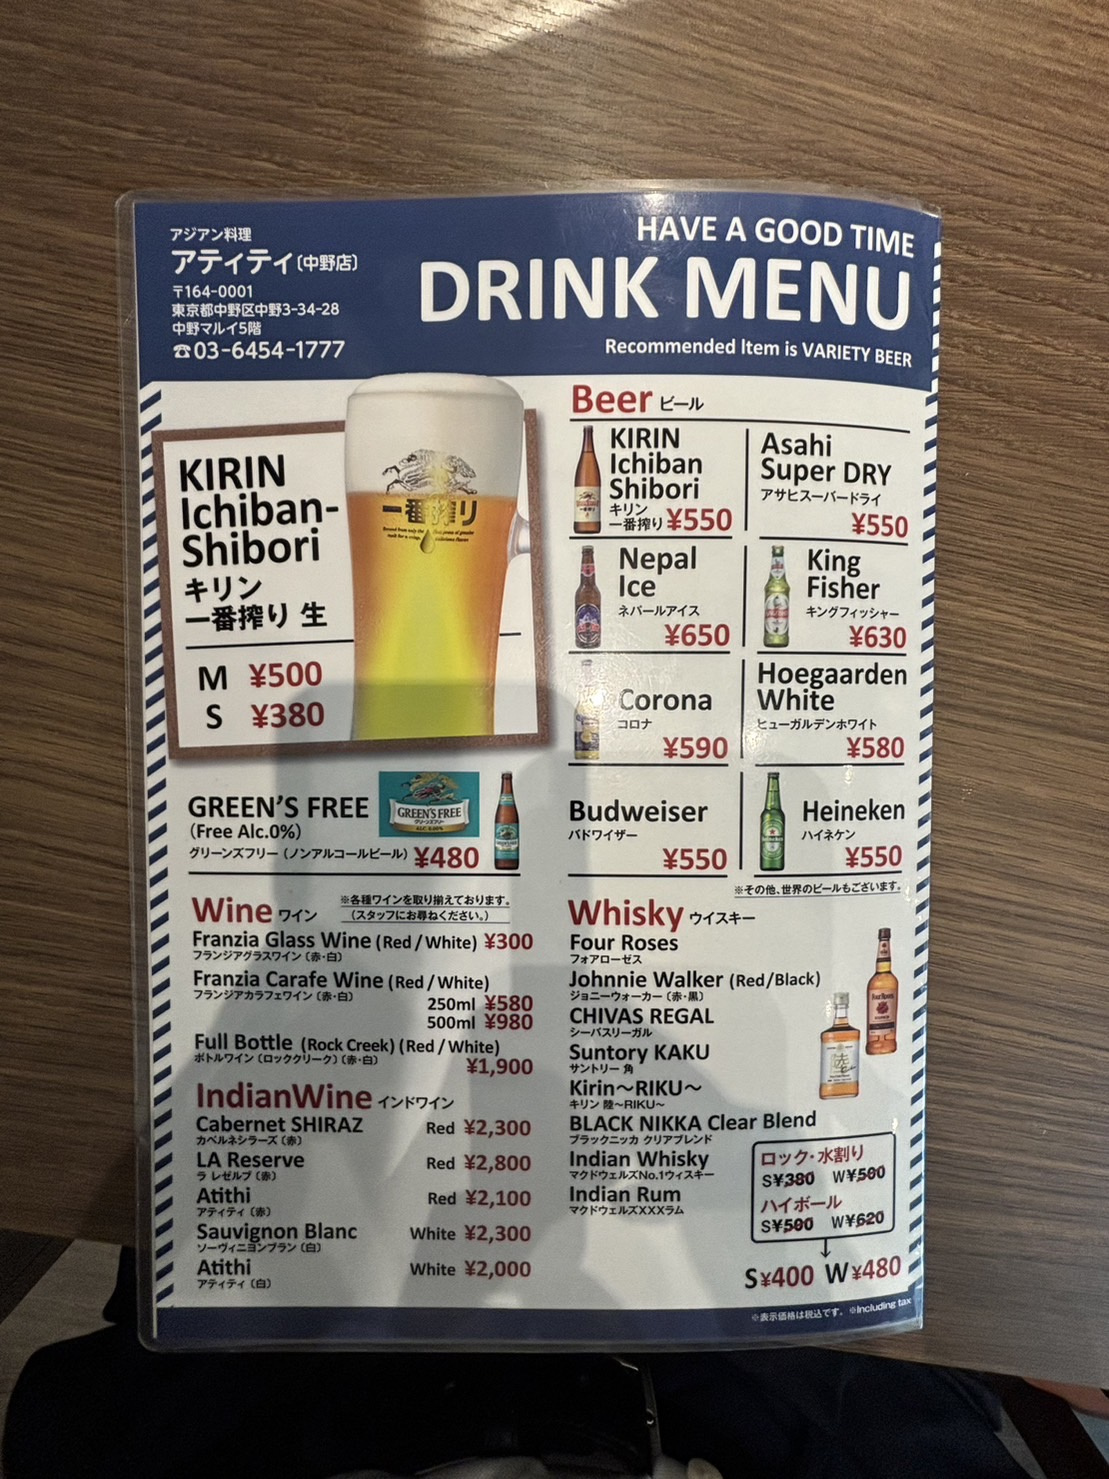 アジアン料理
アティティ〔中野店〕
〒164-0001
東京都中野区中野3-34-28
中野マルイ5階
☎03-6454-1777
HAVE A GOOD TIME
DRINK MENU
Recommended Item is VARIETY BEER
KIRIN
Ichiban-
Shibori
キリン
一番搾り 生
M ¥500
S ¥380
一番搾り
GREEN'S FREE
(Free Alc.0%)
グリーンズフリー（ノンアルコールビール）¥480
GREEN'S FREE
グリーンズフリー
ALC. 0.00%
Beer ビール
KIRIN
Ichiban
Shibori
キリン
一番搾り ¥550
Asahi
Super DRY
アサヒスーパードライ
¥550
Nepal
Ice
ネパールアイス
¥650
King
Fisher
キングフィッシャー
¥630
Corona
コロナ
¥590
Hoegaarden
White
ヒューガルデンホワイト
¥580
Budweiser
バドワイザー
¥550
Heineken
ハイネケン
¥550
※その他、世界のビールもございます。
Wine ワイン
※各種ワインを取り揃えております。
（スタッフにお尋ねください。）
Franzia Glass Wine (Red / White) ¥300
フランジアグラスワイン（赤・白）
Franzia Carafe Wine (Red / White)
フランジアカラフェワイン（赤・白）
250ml ¥580
500ml ¥980
Full Bottle (Rock Creek) (Red / White)
ボトルワイン（ロッククリーク）（赤・白）
¥1,900
IndianWine インドワイン
Cabernet SHIRAZ Red ¥2,300
カベルネシラーズ（赤）
LA Reserve Red ¥2,800
ラ レゼルブ（赤）
Atithi Red ¥2,100
アティティ（赤）
Sauvignon Blanc White ¥2,300
ソーヴィニヨンブラン（白）
Atithi White ¥2,000
アティティ（白）
Whisky ウイスキー
Four Roses
フォアローゼス
Johnnie Walker (Red/Black)
ジョニーウォーカー（赤・黒）
CHIVAS REGAL
シーバスリーガル
Suntory KAKU
サントリー 角
Kirin～RIKU～
キリン 陸～RIKU～
BLACK NIKKA Clear Blend
ブラックニッカ クリアブレンド
Indian Whisky
マクドウェルズNo.1ウィスキー
Indian Rum
マクドウェルズXXXラム
ロック・水割り
S¥380 W¥500
ハイボール
S¥500 W¥620
S¥400 W¥480
※表示価格は税込です。 ※Including tax